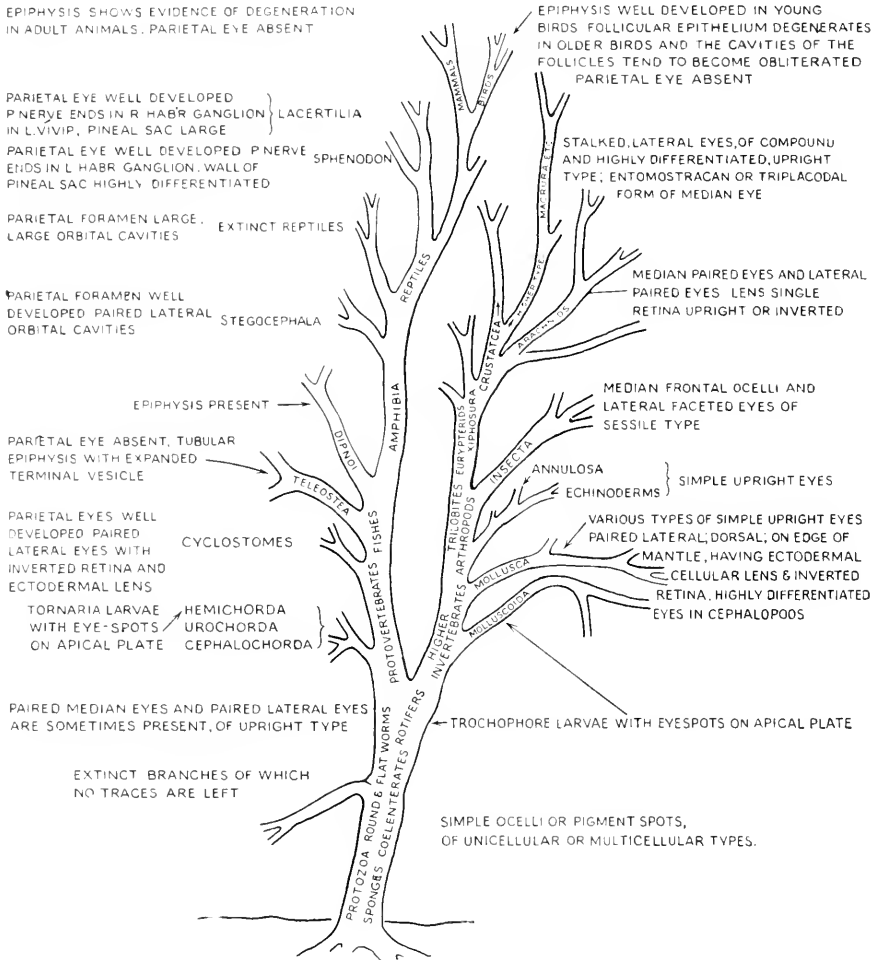 EPIPHYSIS SHOWS EVIDENCE OF DEGENERATION
IN ADULT ANIMALS. PARIETAL EYE ABSENT
EPIPHYSIS WELL DEVELOPED IN YOUNG
BIRDS FOLLICULAR EPITHELIUM DEGENERATES
IN OLDER BIRDS AND THE CAVITIES OF THE
FOLLICLES TEND TO BECOME OBLITERATED
PARIETAL EYE ABSENT
MAMMALS
BIRDS
PARIETAL EYE WELL DEVELOPED
P NERVE ENDS IN R HAB'R GANGLION
IN L. VIVIP, PINEAL SAC LARGE
LACERTILIA
PARIETAL EYE WELL DEVELOPED P NERVE
ENDS IN L HABR GANGLION. WALL OF
PINEAL SAC HIGHLY DIFFERENTIATED
SPHENODON
MACRURA ETC
STALKED, LATERAL EYES, OF COMPOUND
AND HIGHLY DIFFERENTIATED, UPRIGHT
TYPE; ENTOMOSTRACAN OR TRIPLACODAL
FORM OF MEDIAN EYE
PARIETAL FORAMEN LARGE.
LARGE ORBITAL CAVITIES
EXTINCT REPTILES
REPTILES
HIGHER TYPE
ARACHNIDS
MEDIAN PAIRED EYES AND LATERAL
PAIRED EYES LENS SINGLE
RETINA UPRIGHT OR INVERTED
PARIETAL FORAMEN WELL
DEVELOPED PAIRED LATERAL
ORBITAL CAVITIES
STEGOCEPHALA
CRUSTATCEA
AMPHIBIA
EURYPTERIDS
XIPHOSURA
MEDIAN FRONTAL OCELLI AND
LATERAL FACETED EYES OF
SESSILE TYPE
EPIPHYSIS PRESENT
DIPNOI
INSECTA
PARIETAL EYE ABSENT, TUBULAR
EPIPHYSIS WITH EXPANDED
TERMINAL VESICLE
TELEOSTEA
ANNULOSA
ECHINODERMS
SIMPLE UPRIGHT EYES
TRILOBITES
ARTHROPODS
PARIETAL EYES WELL
DEVELOPED PAIRED
LATERAL EYES WITH
INVERTED RETINA AND
ECTODERMAL LENS
CYCLOSTOMES
FISHES
VARIOUS TYPES OF SIMPLE UPRIGHT EYES
PAIRED LATERAL; DORSAL; ON EDGE OF
MANTLE, HAVING ECTODERMAL
CELLULAR LENS & INVERTED
RETINA, HIGHLY DIFFERENTIATED
EYES IN CEPHALOPODS
MOLLUSCA
MOLLUSCOIDA
TORNARIA LARVAE
WITH EYE-SPOTS
ON APICAL PLATE
HEMICHORDA
UROCHORDA
CEPHALOCHORDA
PROTOVERTEBRATES
HIGHER
INVERTEBRATES
PAIRED MEDIAN EYES AND PAIRED LATERAL EYES
ARE SOMETIMES PRESENT, OF UPRIGHT TYPE
TROCHOPHORE LARVAE WITH EYESPOTS ON APICAL PLATE
EXTINCT BRANCHES OF WHICH
NO TRACES ARE LEFT
PROTOZOA ROUND & FLAT WORMS
SPONGES COELENTERATES ROTIFERS
SIMPLE OCELLI OR PIGMENT SPOTS,
OF UNICELLULAR OR MULTICELLULAR TYPES.